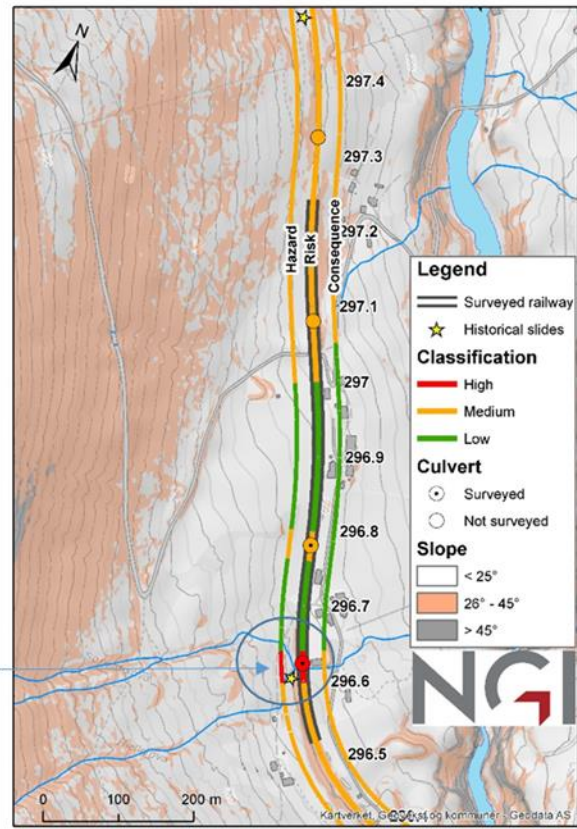 N
297.4
297.3
297.2
Hazard
Risk
Consequence
297.1
297
296.9
296.8
296.7
296.6
296.5
Legend
Surveyed railway
Historical slides
Classification
High
Medium
Low
Culvert
Surveyed
Not surveyed
Slope
< 25°
26° - 45°
> 45°
NGI
0 100 200 m
Kartverket, og kommuner - Geodata AS